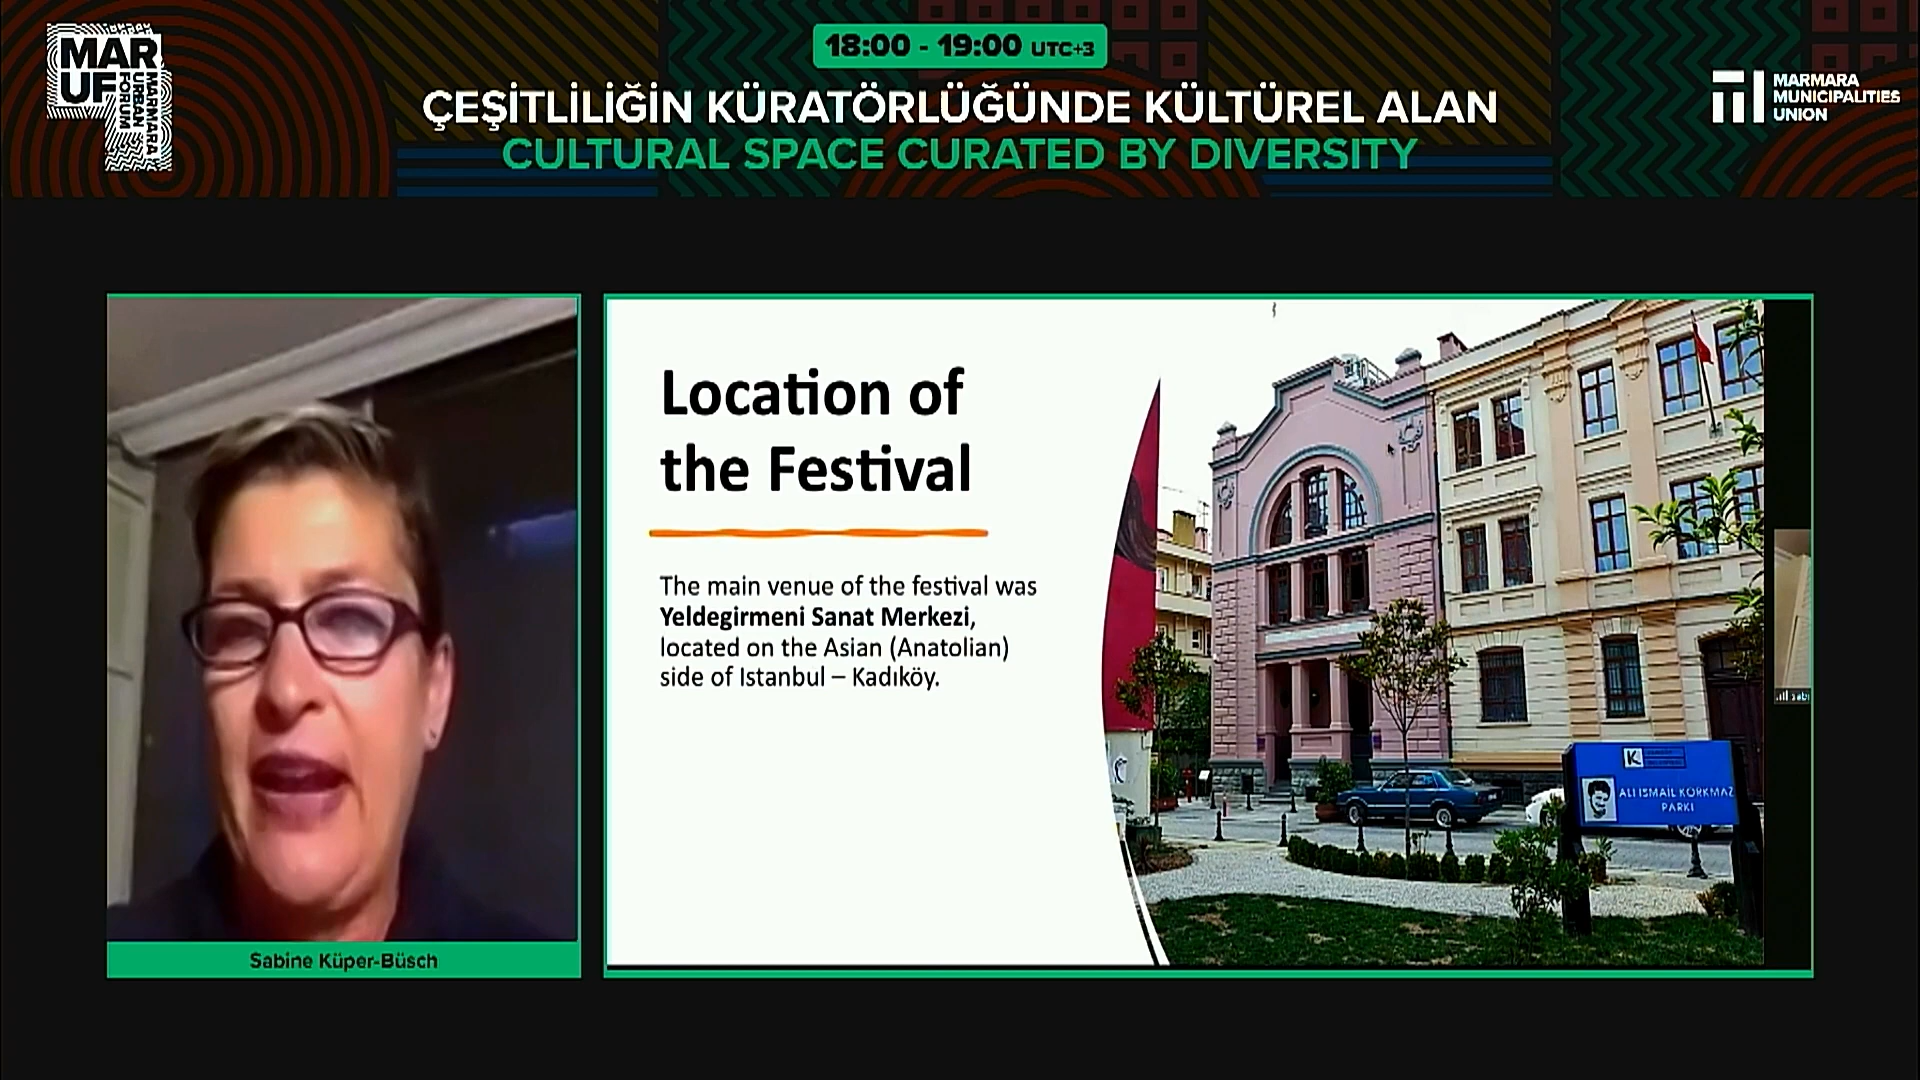 MAR
UF
MARMARA
URBAN
FORUM
18:00 - 19:00 UTC+3
ÇEŞİTLİLİĞİN KÜRATÖRLÜĞÜNDE KÜLTÜREL ALAN
CULTURAL SPACE CURATED BY DIVERSITY
MARMARA
MUNICIPALITIES
UNION
Location of
the Festival
The main venue of the festival was
Yeldegirmeni Sanat Merkezi,
located on the Asian (Anatolian)
side of Istanbul – Kadıköy.
K
ALİ İSMAİL KORKMAZ
PARKI
Sabine Küper-Büsch